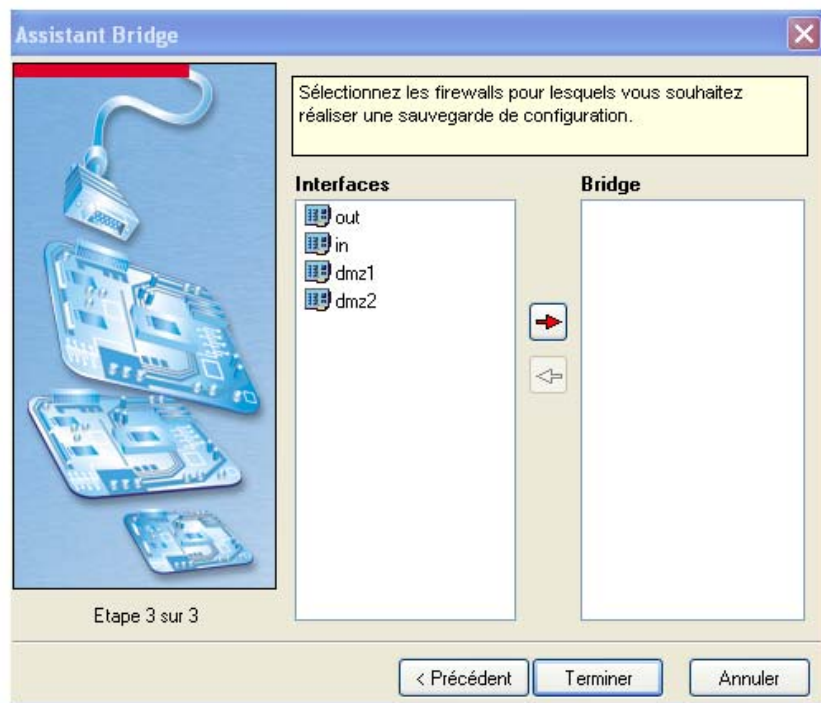 Assistant Bridge
Sélectionnez les firewalls pour lesquels vous souhaitez
réaliser une sauvegarde de configuration.
Interfaces
Bridge
out
in
dmz1
dmz2
Etape 3 sur 3
< Précédent
Terminer
Annuler